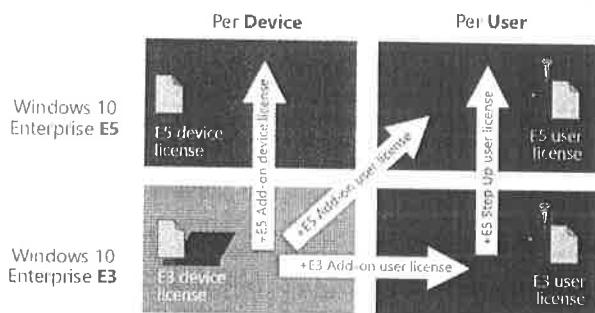 Per Device
Per User
Windows 10
Enterprise E5
E5 device
license
+E5 Add-on device license
+E5 Add-on user license
+E5 Step Up user license
E5 user
license
Windows 10
Enterprise E3
E3 device
license
+E3 Add-on user license
E3 user
license